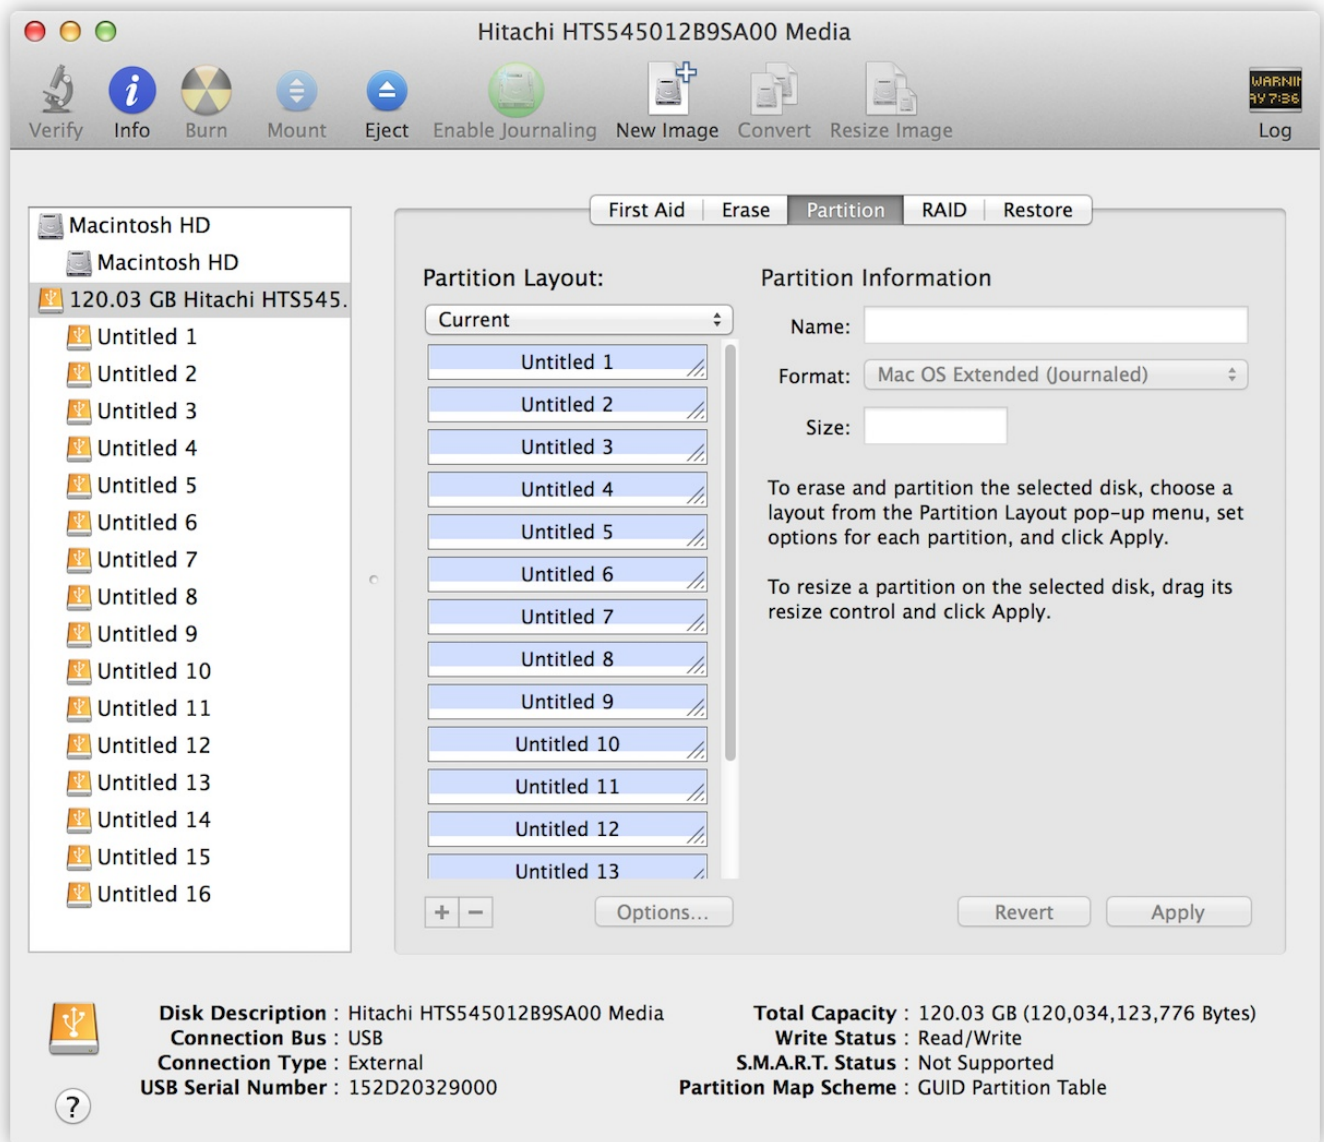 Hitachi HTS545012B9SA00 Media
Verify Info Burn Mount Eject Enable Journaling New Image Convert Resize Image Log
WARNIN
AY 7:36
Macintosh HD
Macintosh HD
120.03 GB Hitachi HTS545.
Untitled 1
Untitled 2
Untitled 3
Untitled 4
Untitled 5
Untitled 6
Untitled 7
Untitled 8
Untitled 9
Untitled 10
Untitled 11
Untitled 12
Untitled 13
Untitled 14
Untitled 15
Untitled 16
First Aid Erase Partition RAID Restore
Partition Layout:
Current
Untitled 1
Untitled 2
Untitled 3
Untitled 4
Untitled 5
Untitled 6
Untitled 7
Untitled 8
Untitled 9
Untitled 10
Untitled 11
Untitled 12
Untitled 13
+ −
Options...
Partition Information
Name:
Format: Mac OS Extended (Journaled)
Size:
To erase and partition the selected disk, choose a
layout from the Partition Layout pop-up menu, set
options for each partition, and click Apply.
To resize a partition on the selected disk, drag its
resize control and click Apply.
Revert Apply
Disk Description : Hitachi HTS545012B9SA00 Media
Connection Bus : USB
Connection Type : External
USB Serial Number : 152D20329000
Total Capacity : 120.03 GB (120,034,123,776 Bytes)
Write Status : Read/Write
S.M.A.R.T. Status : Not Supported
Partition Map Scheme : GUID Partition Table
?